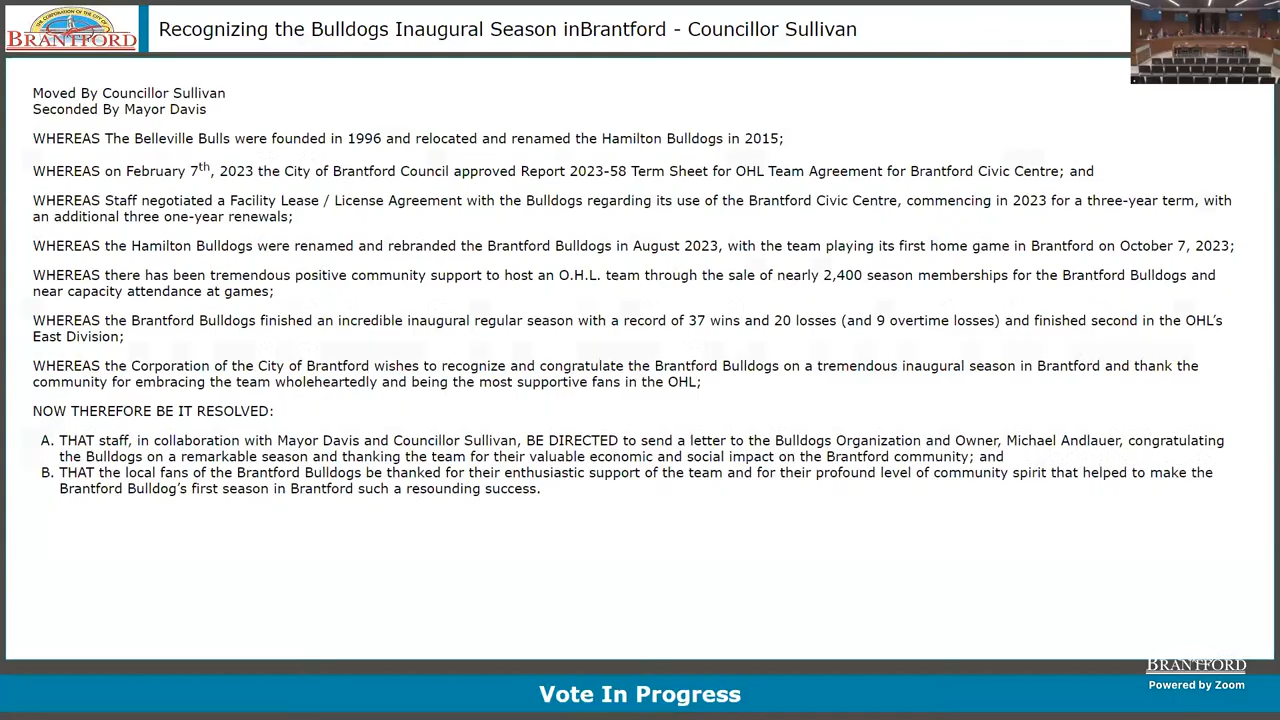 THE CORPORATION OF THE CITY OF
BRANTFORD
Recognizing the Bulldogs Inaugural Season inBrantford - Councillor Sullivan
Moved By Councillor Sullivan
Seconded By Mayor Davis
WHEREAS The Belleville Bulls were founded in 1996 and relocated and renamed the Hamilton Bulldogs in 2015;
WHEREAS on February 7th, 2023 the City of Brantford Council approved Report 2023-58 Term Sheet for OHL Team Agreement for Brantford Civic Centre; and
WHEREAS Staff negotiated a Facility Lease / License Agreement with the Bulldogs regarding its use of the Brantford Civic Centre, commencing in 2023 for a three-year term, with
an additional three one-year renewals;
WHEREAS the Hamilton Bulldogs were renamed and rebranded the Brantford Bulldogs in August 2023, with the team playing its first home game in Brantford on October 7, 2023;
WHEREAS there has been tremendous positive community support to host an O.H.L. team through the sale of nearly 2,400 season memberships for the Brantford Bulldogs and
near capacity attendance at games;
WHEREAS the Brantford Bulldogs finished an incredible inaugural regular season with a record of 37 wins and 20 losses (and 9 overtime losses) and finished second in the OHL's
East Division;
WHEREAS the Corporation of the City of Brantford wishes to recognize and congratulate the Brantford Bulldogs on a tremendous inaugural season in Brantford and thank the
community for embracing the team wholeheartedly and being the most supportive fans in the OHL;
NOW THEREFORE BE IT RESOLVED:
A. THAT staff, in collaboration with Mayor Davis and Councillor Sullivan, BE DIRECTED to send a letter to the Bulldogs Organization and Owner, Michael Andlauer, congratulating
the Bulldogs on a remarkable season and thanking the team for their valuable economic and social impact on the Brantford community; and
B. THAT the local fans of the Brantford Bulldogs be thanked for their enthusiastic support of the team and for their profound level of community spirit that helped to make the
Brantford Bulldog's first season in Brantford such a resounding success.
BRANTFORD
Powered by Zoom
Vote In Progress